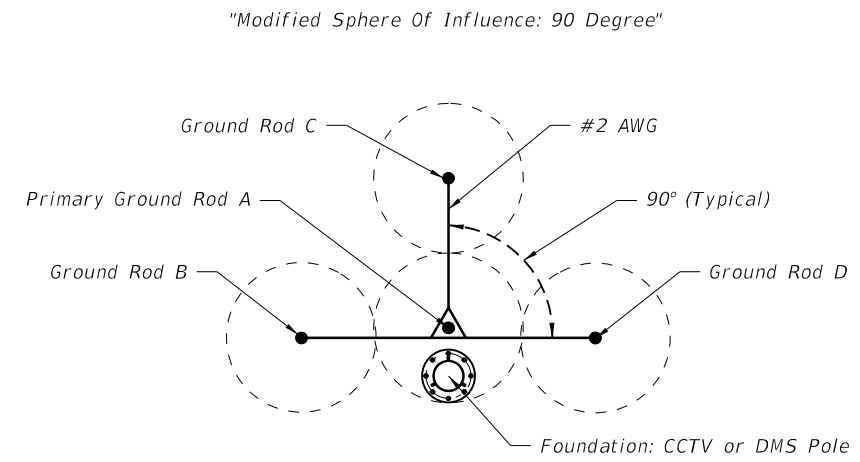 "Modified Sphere Of Influence: 90 Degree"
Ground Rod C
#2 AWG
Primary Ground Rod A
90° (Typical)
Ground Rod B
Ground Rod D
Foundation: CCTV or DMS Pole